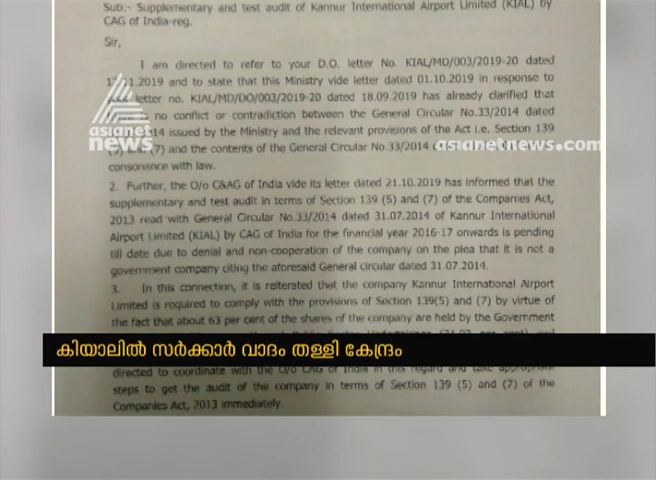 Sub:- Supplementary and test audit of Kannur International Airport Limited (KIAL) by
CAG of India-reg.
Sir,
I am directed to refer to your D.O. letter No. KIAL/MD/003/2019-20 dated
.01.2019 and to state that this Ministry vide letter dated 01.10.2019 in response to
letter no. KIAL/MD/DO/003/2019-20 dated 18.09.2019 has already clarified that
is no conflict or contradiction between the General Circular No.33/2014 dated
issued by the Ministry and the relevant provisions of the Act i.e. Section 139
(7) and the contents of the General Circular No.33/2014
consonance with law.
asianet
news
asianetnews.com
2. Further, the O/o C&AG of India vide its letter dated 21.10.2019 has informed that the
supplementary and test audit in terms of Section 139 (5) and (7) of the Companies Act,
2013 read with General Circular No.33/2014 dated 31.07.2014 of Kannur International
Airport Limited (KIAL) by CAG of India for the financial year 2016-17 onwards is pending
till date due to denial and non-cooperation of the company on the plea that it is not a
government company citing the aforesaid General circular dated 31.07.2014.
3. In this connection, it is reiterated that the company Kannur International Airport
Limited is required to comply with the provisions of Section 139(5) and (7) by virtue of
the fact that about 63 per cent of the shares of the company are held by the Government
കിയാലിൽ സർക്കാർ വാദം തള്ളി കേന്ദ്രം
directed to coordinate with the O/o CAG of India in this regard and take appropriate
steps to get the audit of the company in terms of Section 139 (5) and (7) of the
Companies Act, 2013 immediately.